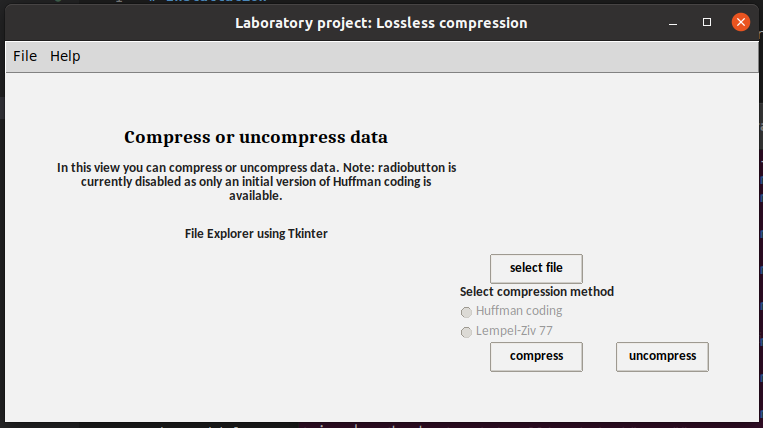 Laboratory project: Lossless compression
File Help
Compress or uncompress data
In this view you can compress or uncompress data. Note: radiobutton is
currently disabled as only an initial version of Huffman coding is
available.
File Explorer using Tkinter
select file
Select compression method
Huffman coding
Lempel-Ziv 77
compress uncompress